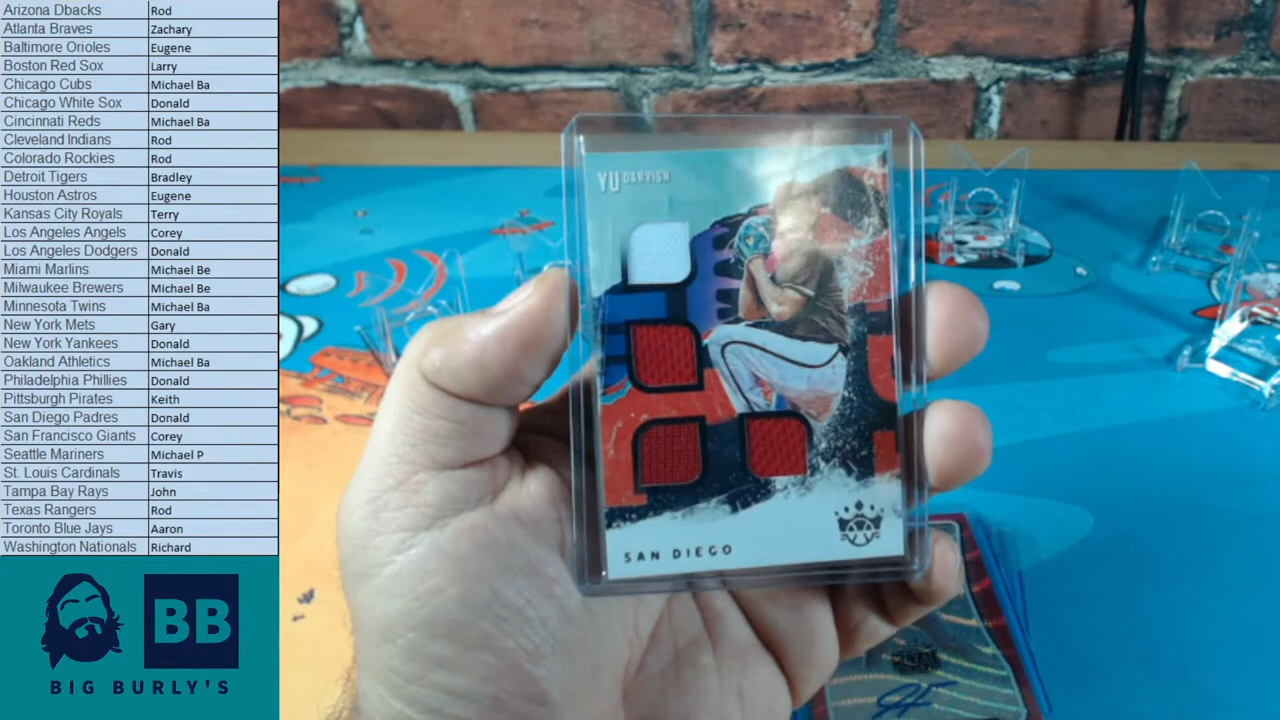 Arizona Dbacks Rod
Atlanta Braves Zachary
Baltimore Orioles Eugene
Boston Red Sox Larry
Chicago Cubs Michael Ba
Chicago White Sox Donald
Cincinnati Reds Michael Ba
Cleveland Indians Rod
Colorado Rockies Rod
Detroit Tigers Bradley
Houston Astros Eugene
Kansas City Royals Terry
Los Angeles Angels Corey
Los Angeles Dodgers Donald
Miami Marlins Michael Be
Milwaukee Brewers Michael Be
Minnesota Twins Michael Ba
New York Mets Gary
New York Yankees Donald
Oakland Athletics Michael Ba
Philadelphia Phillies Donald
Pittsburgh Pirates Keith
San Diego Padres Donald
San Francisco Giants Corey
Seattle Mariners Michael P
St. Louis Cardinals Travis
Tampa Bay Rays John
Texas Rangers Rod
Toronto Blue Jays Aaron
Washington Nationals Richard
BB
BIG BURLY'S
YU DARVISH
SAN DIEGO